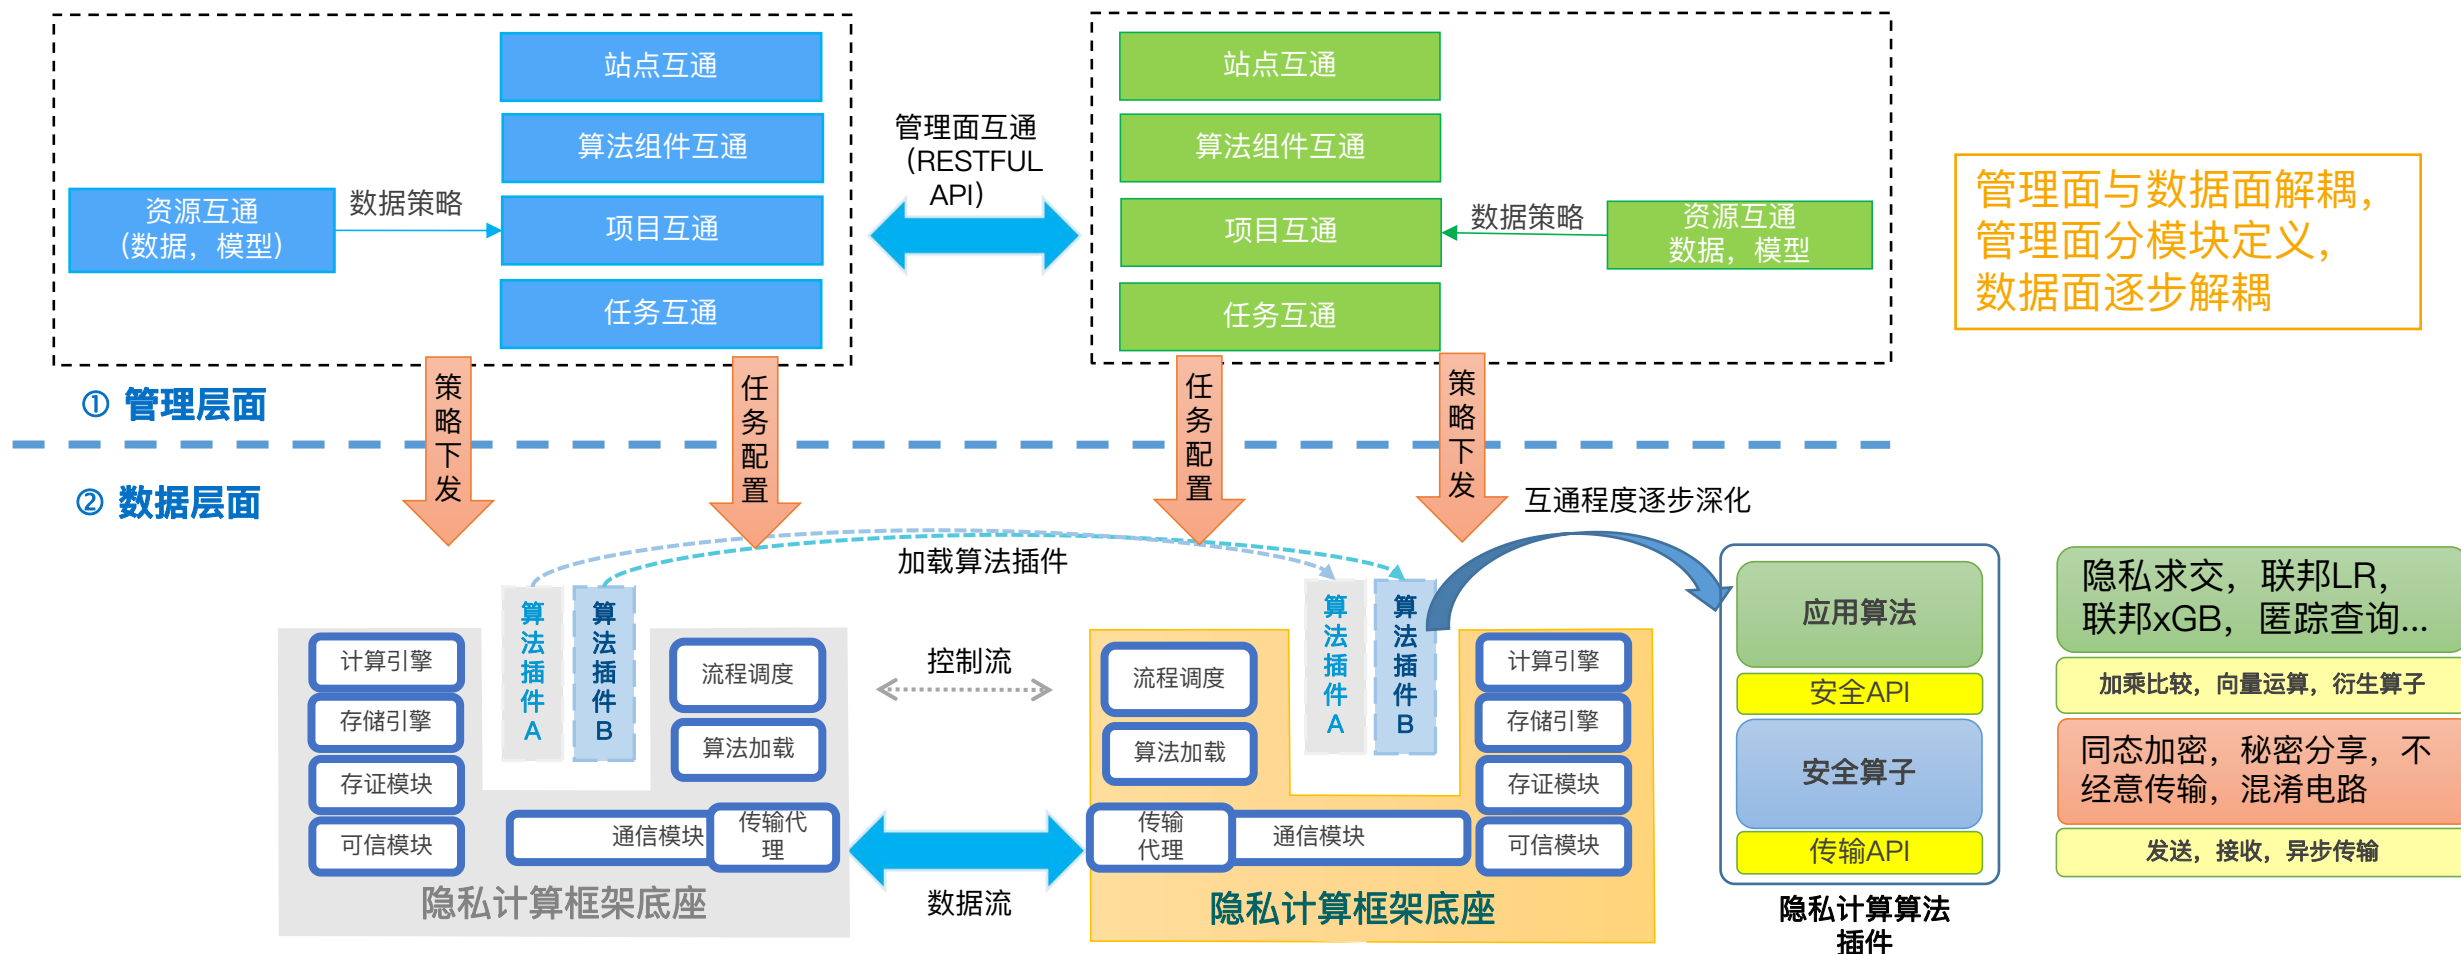 站点互通
算法组件互通
资源互通
(数据，模型)
数据策略
项目互通
任务互通
管理面互通
（RESTFUL
API）
站点互通
算法组件互通
项目互通
任务互通
数据策略
资源互通
数据，模型
管理面与数据面解耦，
管理面分模块定义，
数据面逐步解耦
① 管理层面
策略下发
任务配置
任务配置
策略下发
② 数据层面
互通程度逐步深化
加载算法插件
算法插件A
算法插件B
计算引擎
存储引擎
存证模块
可信模块
流程调度
算法加载
通信模块
传输代
理
隐私计算框架底座
控制流
数据流
算法插件A
算法插件B
流程调度
算法加载
传输
代理
通信模块
计算引擎
存储引擎
存证模块
可信模块
隐私计算框架底座
应用算法
安全API
安全算子
传输API
隐私计算算法
插件
隐私求交，联邦LR，
联邦xGB，匿踪查询...
加乘比较，向量运算，衍生算子
同态加密，秘密分享，不
经意传输，混淆电路
发送，接收，异步传输